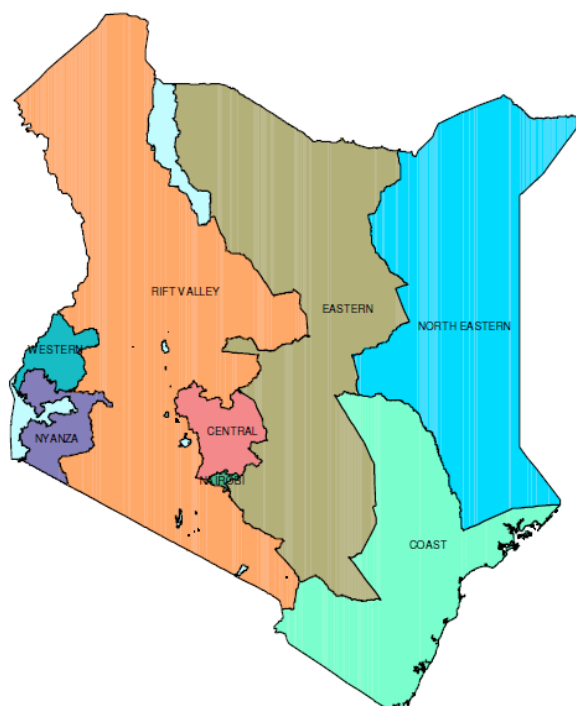 RIFT VALLEY
EASTERN
NORTH EASTERN
WESTERN
CENTRAL
NYANZA
NAIROBI
COAST